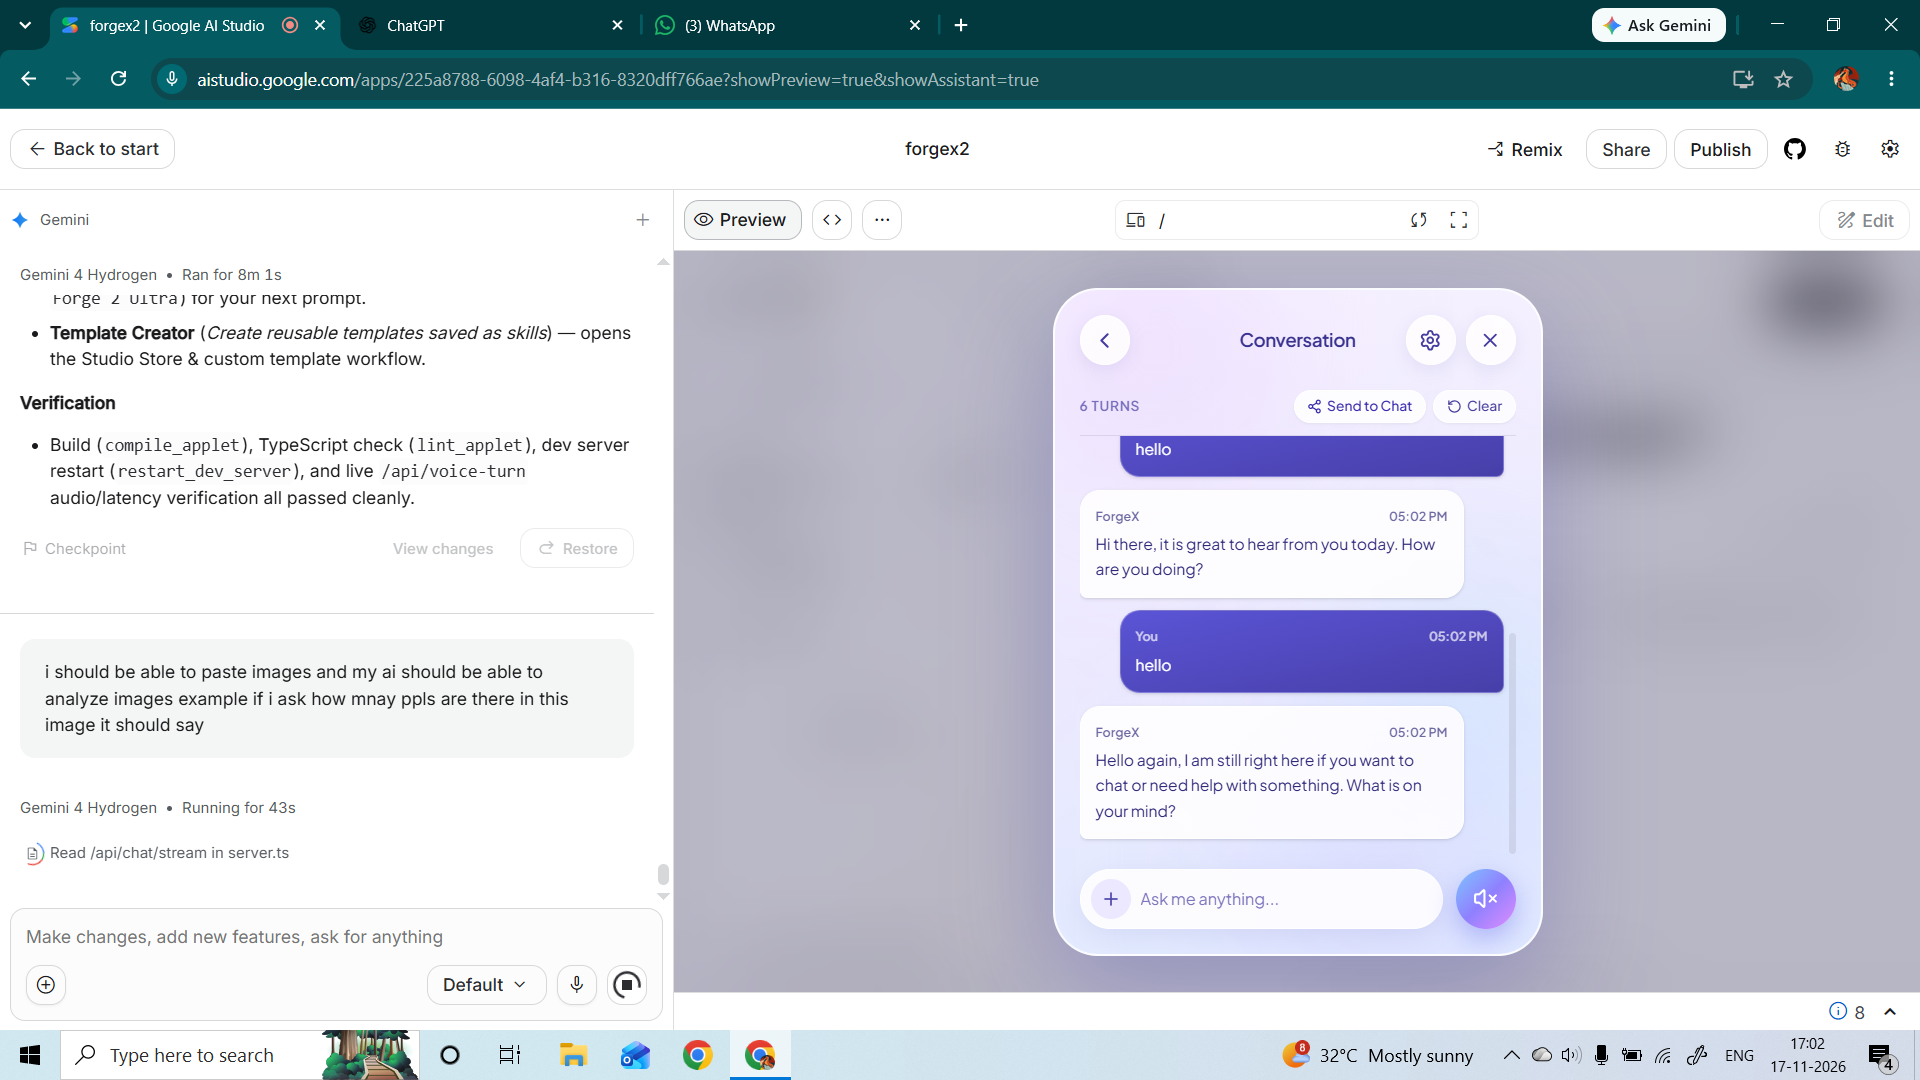 forgex2 | Google AI Studio
ChatGPT
(3) WhatsApp
Ask Gemini
aistudio.google.com/apps/225a8788-6098-4af4-b316-8320dff766ae?showPreview=true&showAssistant=true
Back to start
forgex2
Remix
Share
Publish
Gemini
Preview
/
Edit
Gemini 4 Hydrogen • Ran for 8m 1s
Forge 2 Ultra) for your next prompt.
• Template Creator (Create reusable templates saved as skills) — opens
the Studio Store & custom template workflow.
Verification
• Build (compile_applet), TypeScript check (lint_applet), dev server
restart (restart_dev_server), and live /api/voice-turn
audio/latency verification all passed cleanly.
Checkpoint
View changes
Restore
i should be able to paste images and my ai should be able to
analyze images example if i ask how mnay ppls are there in this
image it should say
Gemini 4 Hydrogen • Running for 43s
Read /api/chat/stream in server.ts
Make changes, add new features, ask for anything
Default
Conversation
6 TURNS
Send to Chat
Clear
hello
ForgeX 05:02 PM
Hi there, it is great to hear from you today. How
are you doing?
You 05:02 PM
hello
ForgeX 05:02 PM
Hello again, I am still right here if you want to
chat or need help with something. What is on
your mind?
Ask me anything...
8
Type here to search
8
32°C Mostly sunny
ENG
17:02
17-11-2026
4